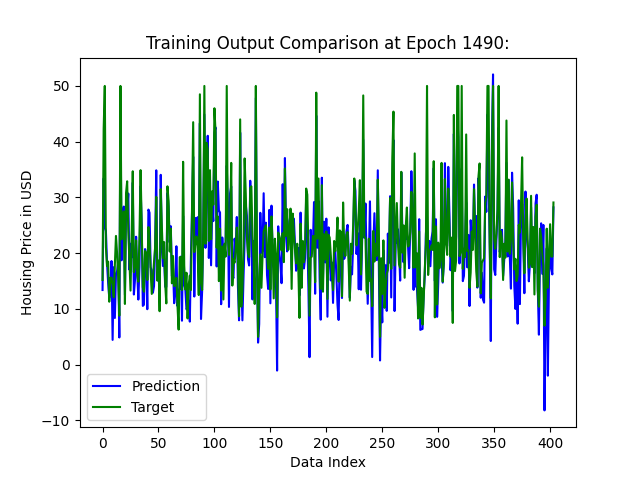 Training Output Comparison at Epoch 1490:
Housing Price in USD
50
40
30
20
10
0
−10
Prediction
Target
0 50 100 150 200 250 300 350 400
Data Index